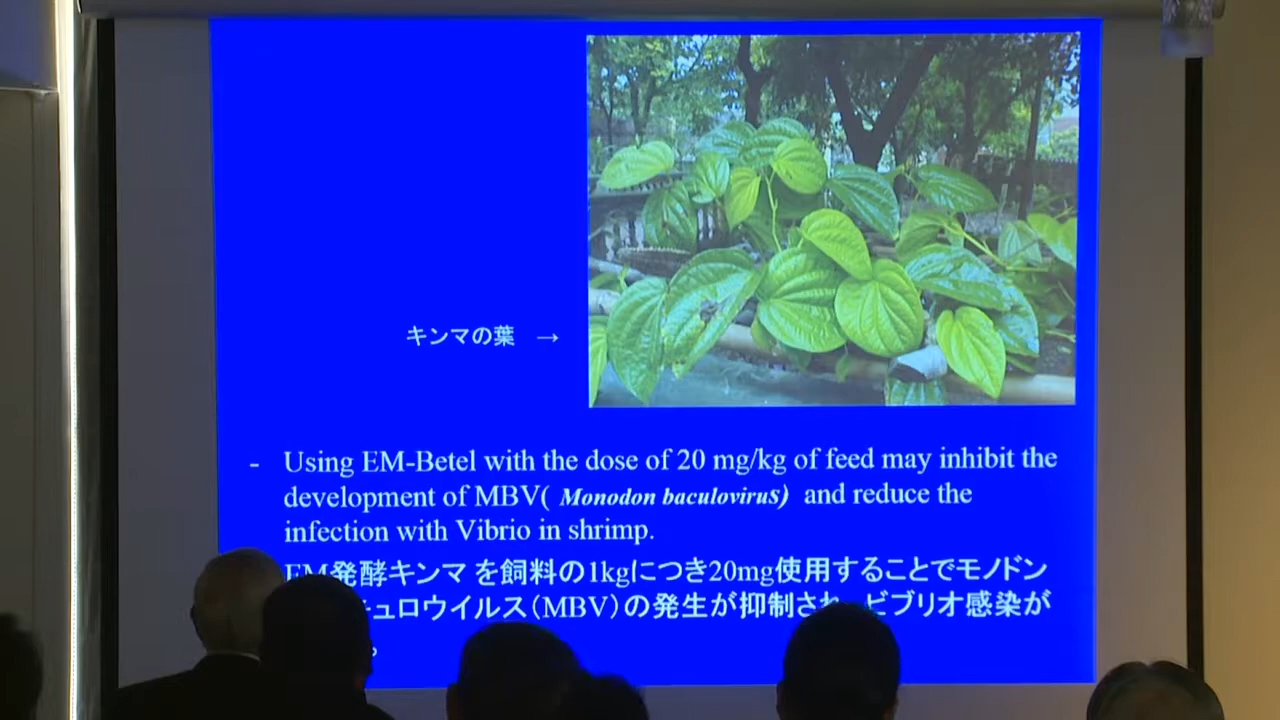 キンマの葉 →
- Using EM-Betel with the dose of 20 mg/kg of feed may inhibit the
development of MBV( Monodon baculovirus) and reduce the
infection with Vibrio in shrimp.
EM発酵キンマ を飼料の1kgにつき20mg使用することでモノドン
ュロウイルス（MBV）の発生が抑制され ビブリオ感染が
。